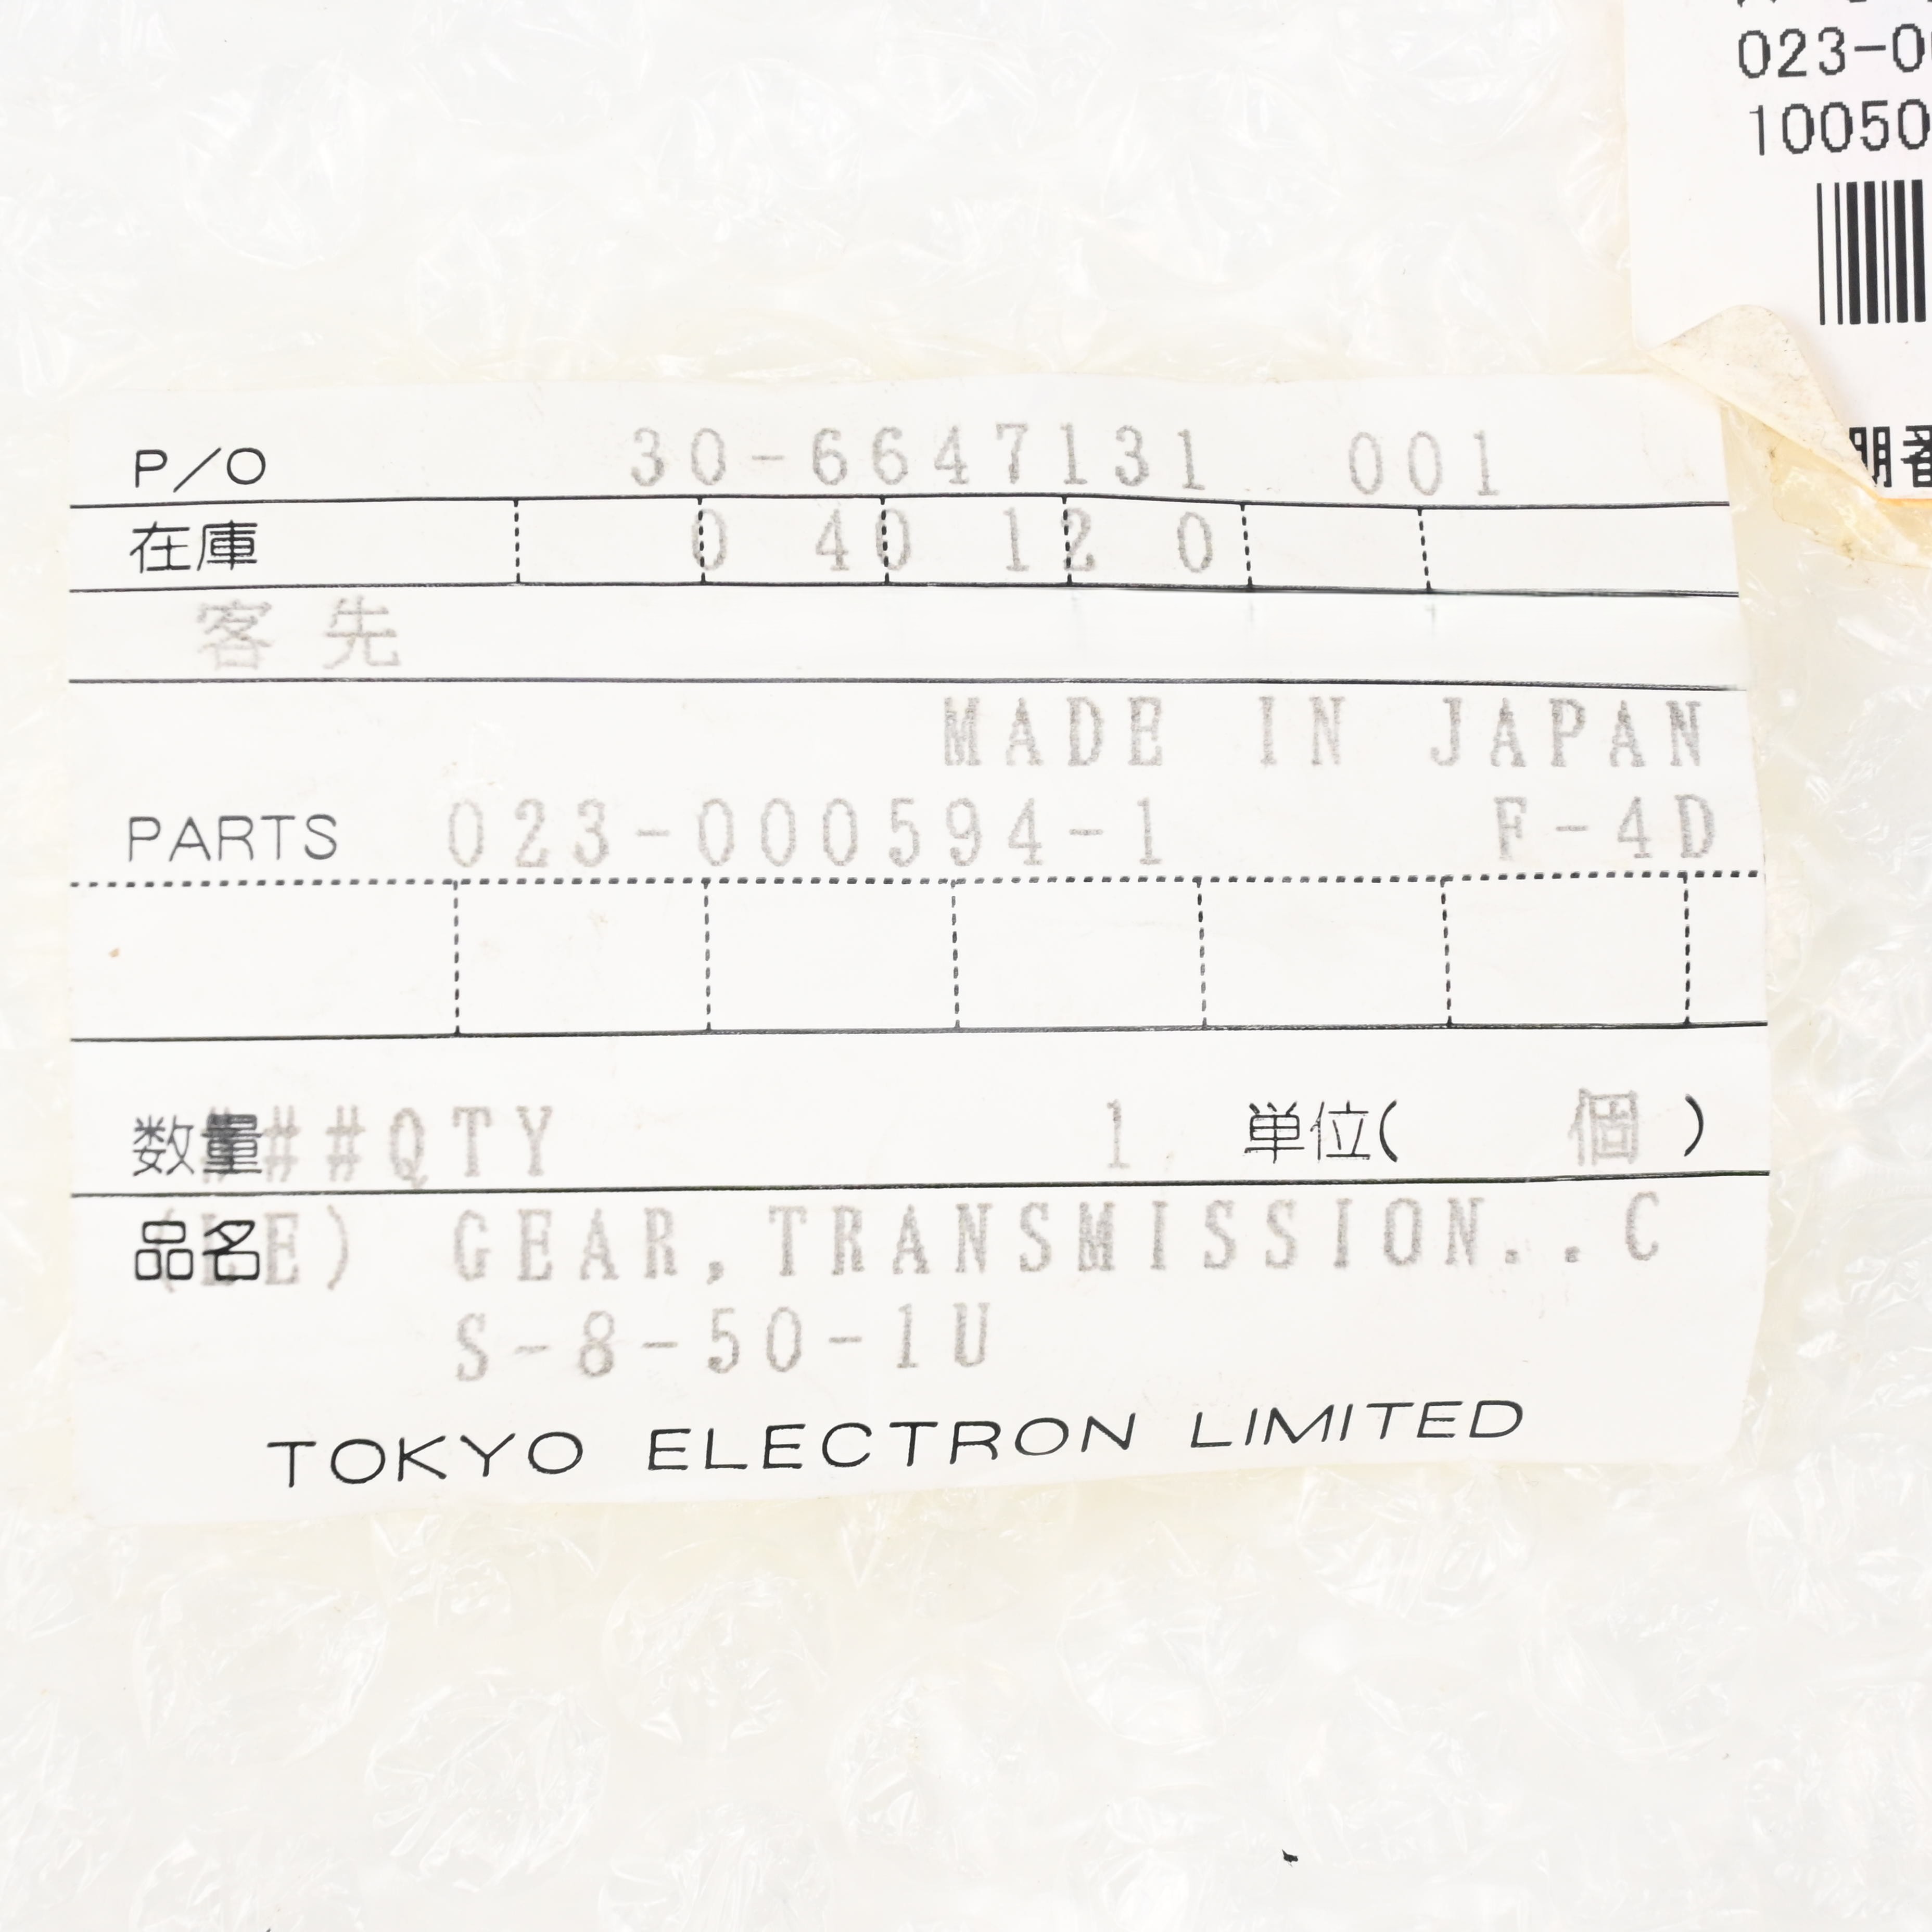 023-0
10050
P/O 30-6647131 001
在庫 0 40 12 0
客先
MADE IN JAPAN
PARTS 023-000594-1 F-4D
数量 ###QTY 1 単位( 個 )
品名 (EE) GEAR,TRANSMISSION..C
S-8-50-1U
TOKYO ELECTRON LIMITED